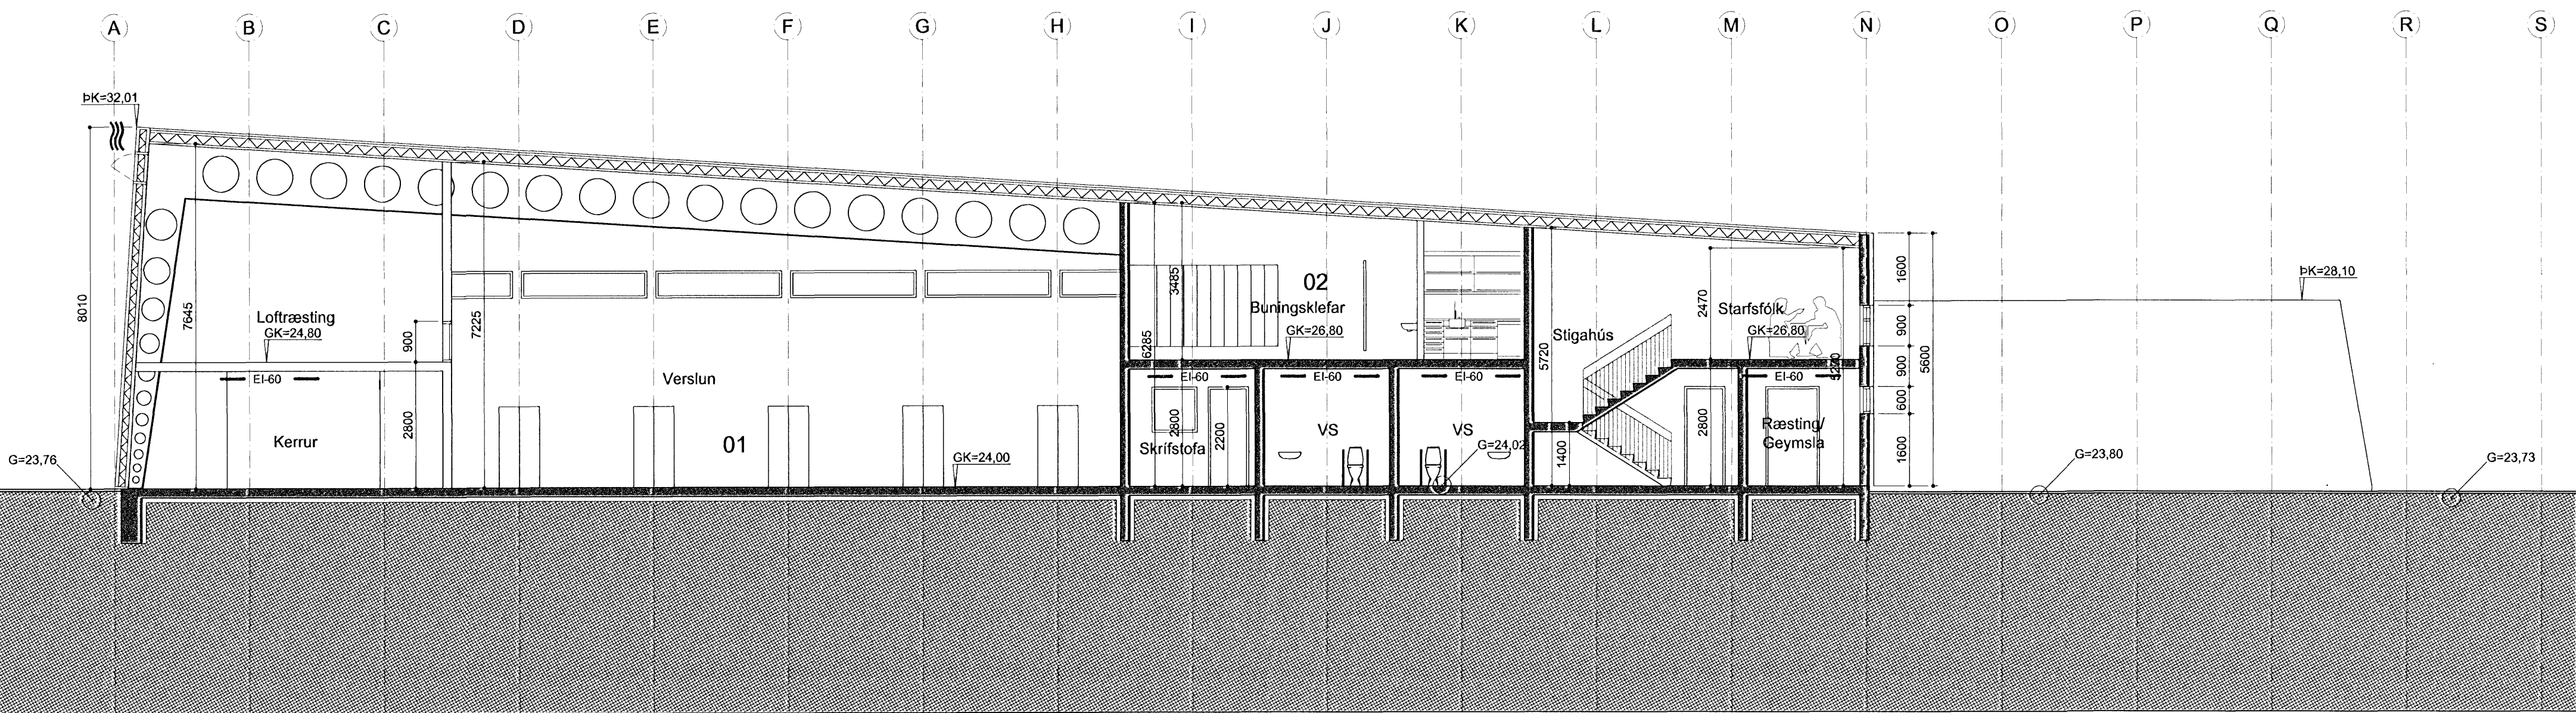 A B C D E F G H I J K L M N O P Q R S
ÞK=32,01
8010
7645
Loftræsting
GK=24,80
900
7225
EI-60
Kerrur
2800
Verslun
01
GK=24,00
G=23,76
3485
6285
02
Buningsklefar
GK=26,80
EI-60
EI-60
EI-60
2800
2200
Skrifstofa
VS
VS
G=24,02
5720
Stigahús
1400
2470
Starfsfólk
GK=26,80
5220
EI-60
2800
Ræsting/
Geymsla
1600
900
900
600
1600
5600
ÞK=28,10
G=23,80
G=23,73